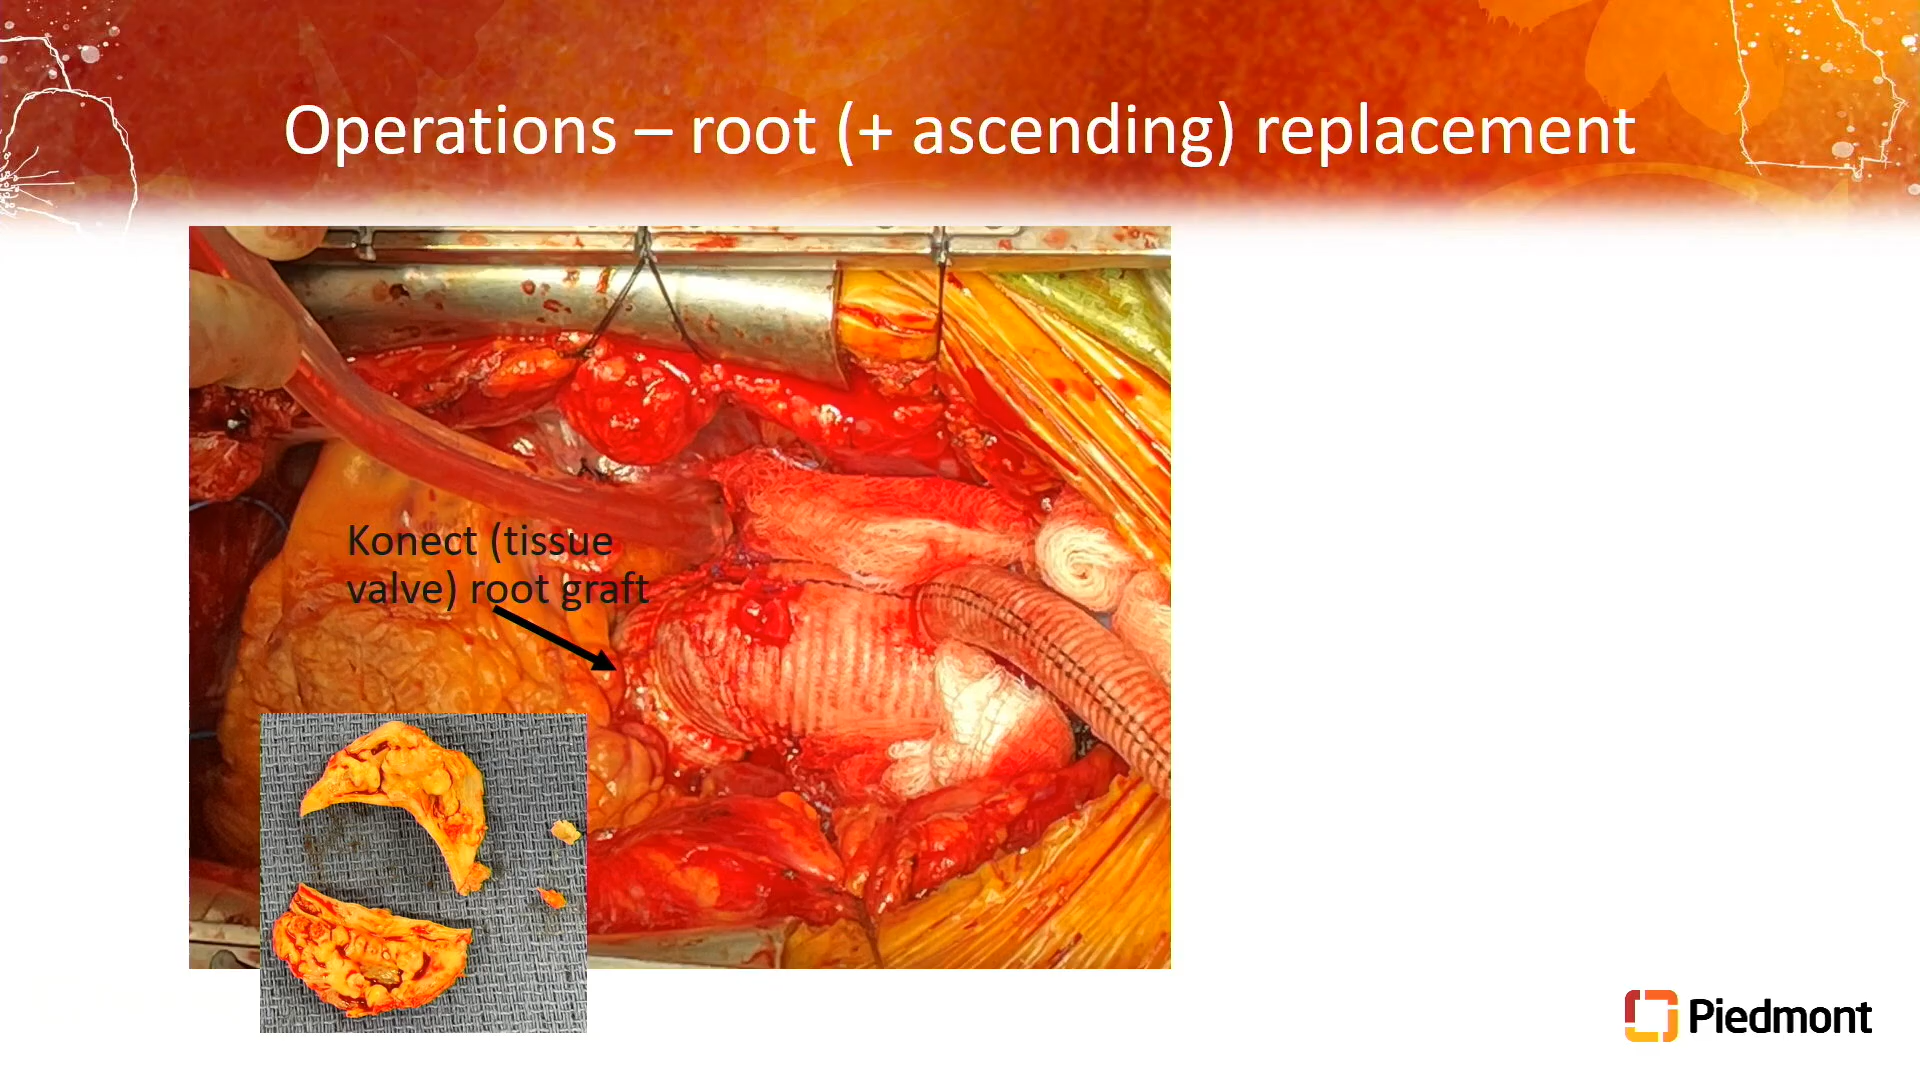 Operations – root (+ ascending) replacement
Konect (tissue
valve) root graft
Piedmont